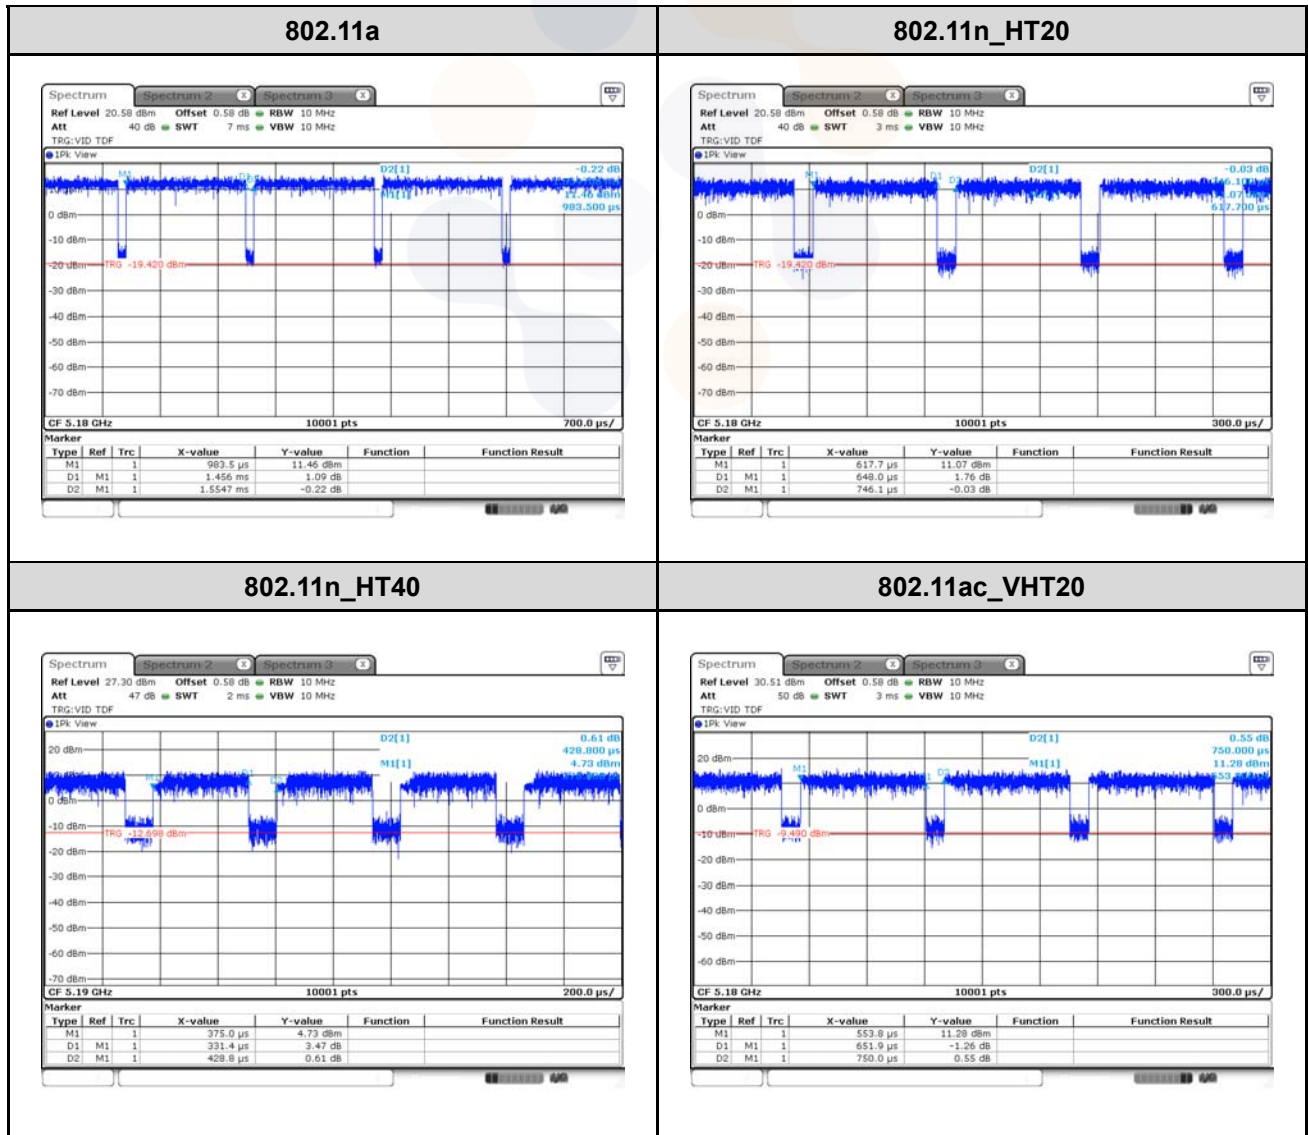 802.11a
802.11n_HT20
Spectrum Spectrum 2 X Spectrum 3 X
Ref Level 20.58 dBm Offset 0.58 dB RBW 10 MHz
Att 40 dB SWT 7 ms VBW 10 MHz
TRG:VID TDF
1Pk View
D2[1] -0.22 dB
M1
M1[1] 11.46 dBm
983.500 µs
0 dBm
-10 dBm
-20 dBm TRG -19.420 dBm
-30 dBm
-40 dBm
-50 dBm
-60 dBm
-70 dBm
CF 5.18 GHz 10001 pts 700.0 µs/
Marker
Type Ref Trc X-value Y-value Function Function Result
M1 1 983.5 µs 11.46 dBm
D1 M1 1 1.456 ms 1.09 dB
D2 M1 1 1.5547 ms -0.22 dB
Spectrum Spectrum 2 X Spectrum 3 X
Ref Level 20.58 dBm Offset 0.58 dB RBW 10 MHz
Att 40 dB SWT 3 ms VBW 10 MHz
TRG:VID TDF
1Pk View
D2[1] -0.03 dB
M1 D1 D2
617.700 µs
0 dBm
-10 dBm
-20 dBm TRG -19.420 dBm
-30 dBm
-40 dBm
-50 dBm
-60 dBm
-70 dBm
CF 5.18 GHz 10001 pts 300.0 µs/
Marker
Type Ref Trc X-value Y-value Function Function Result
M1 1 617.7 µs 11.07 dBm
D1 M1 1 648.0 µs 1.76 dB
D2 M1 1 746.1 µs -0.03 dB
802.11n_HT40
802.11ac_VHT20
Spectrum Spectrum 2 X Spectrum 3 X
Ref Level 27.30 dBm Offset 0.58 dB RBW 10 MHz
Att 47 dB SWT 2 ms VBW 10 MHz
TRG:VID TDF
1Pk View
D2[1] 0.61 dB
20 dBm 428.800 µs
M1[1] 4.73 dBm
0 dBm
-10 dBm
TRG -12.698 dBm
-20 dBm
-30 dBm
-40 dBm
-50 dBm
-60 dBm
-70 dBm
CF 5.19 GHz 10001 pts 200.0 µs/
Marker
Type Ref Trc X-value Y-value Function Function Result
M1 1 375.0 µs 4.73 dBm
D1 M1 1 331.4 µs 3.47 dB
D2 M1 1 428.8 µs 0.61 dB
Spectrum Spectrum 2 X Spectrum 3 X
Ref Level 30.51 dBm Offset 0.58 dB RBW 10 MHz
Att 50 dB SWT 3 ms VBW 10 MHz
TRG:VID TDF
1Pk View
D2[1] 0.55 dB
750.000 µs
20 dBm M1[1] 11.28 dBm
M1 D2
0 dBm
-10 dBm TRG -9.490 dBm
-20 dBm
-30 dBm
-40 dBm
-50 dBm
-60 dBm
CF 5.18 GHz 10001 pts 300.0 µs/
Marker
Type Ref Trc X-value Y-value Function Function Result
M1 1 553.8 µs 11.28 dBm
D1 M1 1 651.9 µs -1.26 dB
D2 M1 1 750.0 µs 0.55 dB